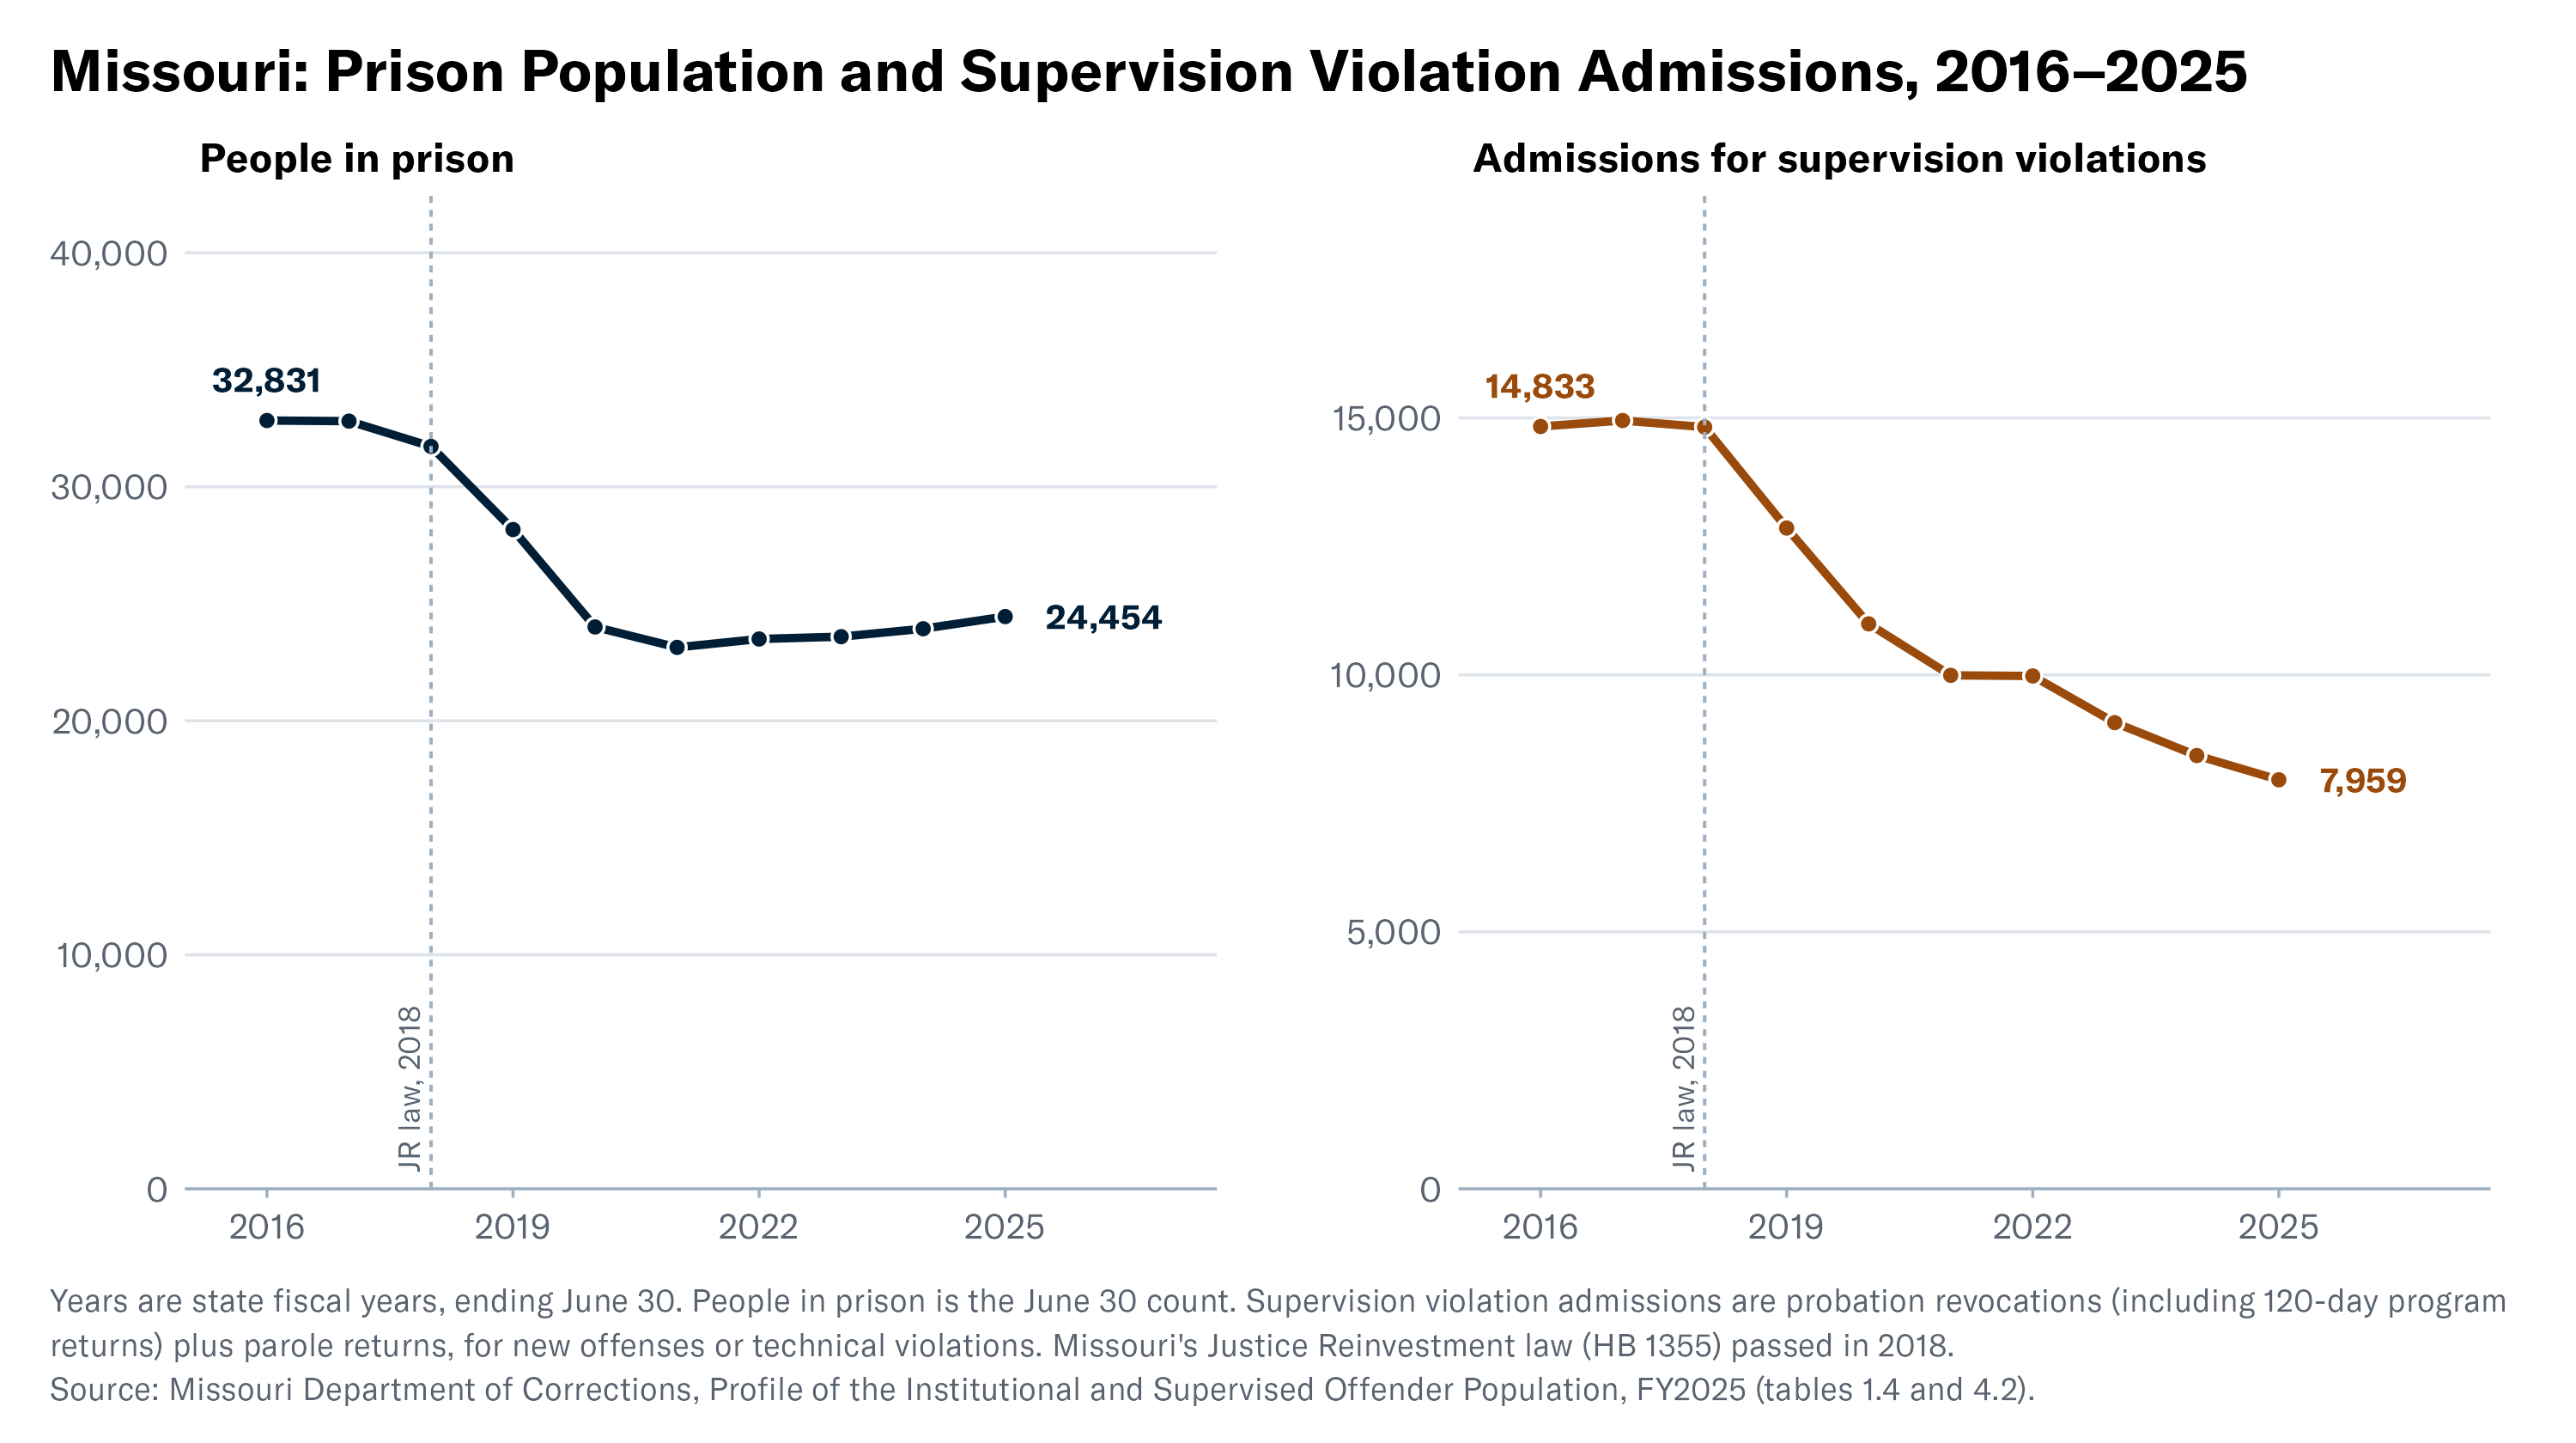 Missouri: Prison Population and Supervision Violation Admissions, 2016–2025
People in prison
40,000
30,000
20,000
10,000
0
32,831
24,454
JR law, 2018
2016
2019
2022
2025
Admissions for supervision violations
15,000
10,000
5,000
0
14,833
7,959
JR law, 2018
2016
2019
2022
2025
Years are state fiscal years, ending June 30. People in prison is the June 30 count. Supervision violation admissions are probation revocations (including 120-day program
returns) plus parole returns, for new offenses or technical violations. Missouri's Justice Reinvestment law (HB 1355) passed in 2018.
Source: Missouri Department of Corrections, Profile of the Institutional and Supervised Offender Population, FY2025 (tables 1.4 and 4.2).